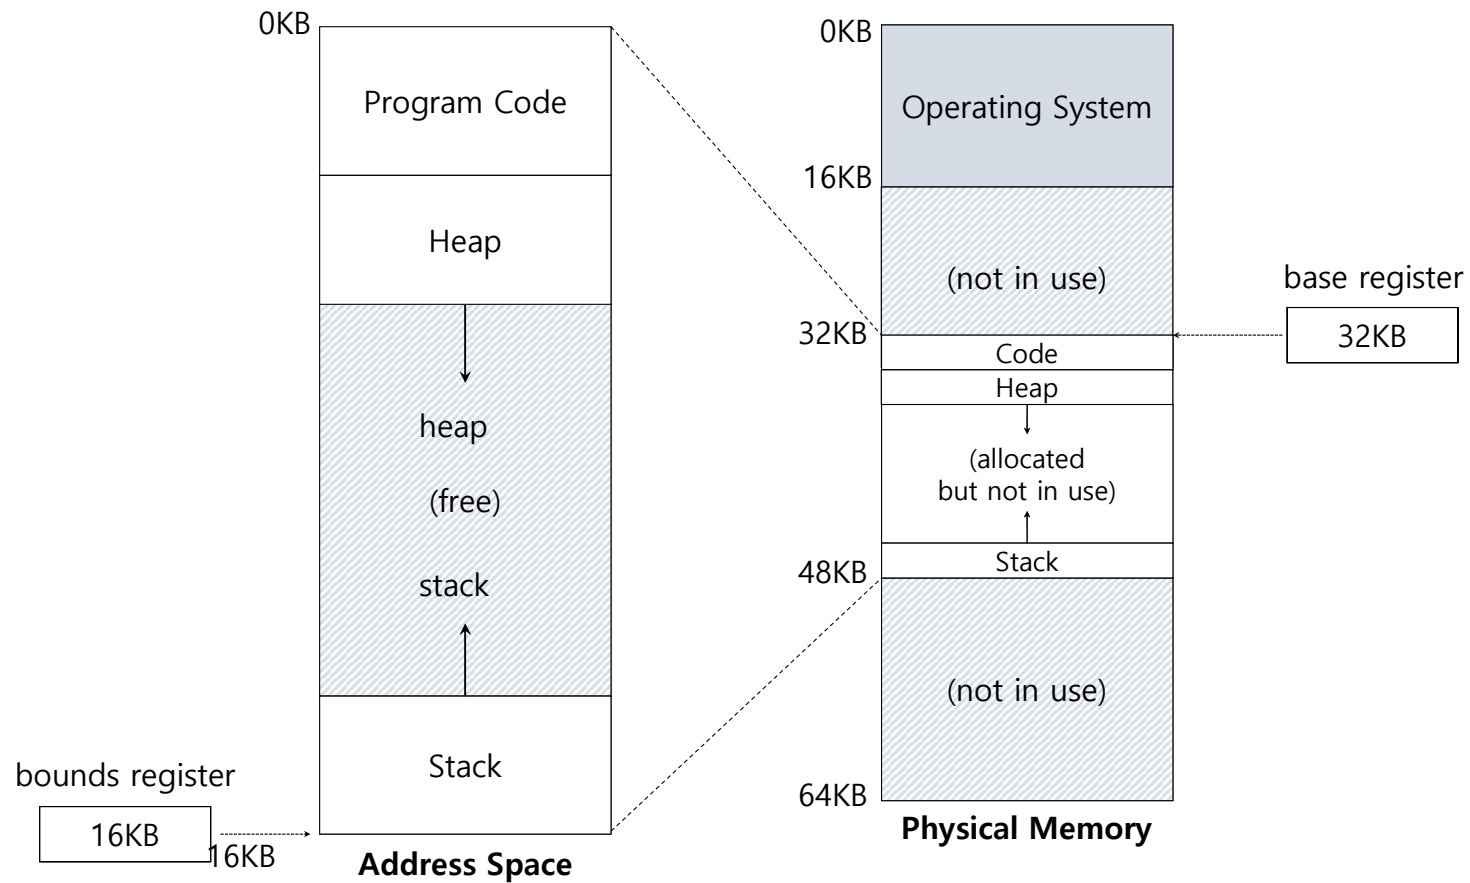 0KB
Program Code
Heap
heap
(free)
stack
Stack
bounds register
16KB
16KB
Address Space
0KB
Operating System
16KB
(not in use)
32KB
Code
Heap
(allocated
but not in use)
Stack
48KB
(not in use)
64KB
Physical Memory
base register
32KB